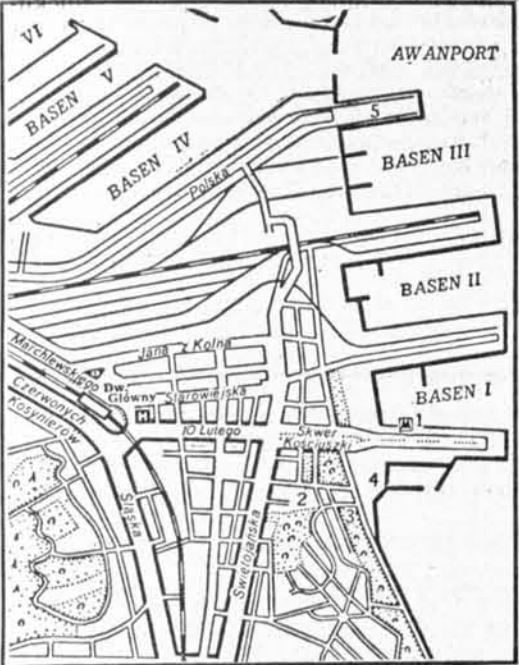 VI
AWANPORT
BASEN V
5
BASEN IV
BASEN III
Polska
BASEN II
Jana z Kolna
Marchlewskiego
Dw.
Główny
Starowiejska
BASEN I
Czerwonych
Kosynierów
H
1
10 Lutego
Skwer
Kościuszki
4
2
Śląska
Świętojańska